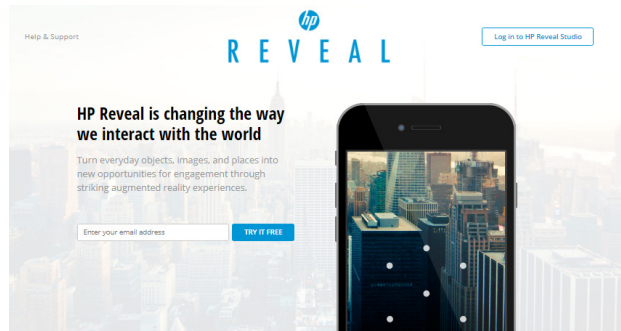 Help & Support
hp
REVEAL
Log in to HP Reveal Studio
HP Reveal is changing the way
we interact with the world
Turn everyday objects, images, and places into
new opportunities for engagement through
striking augmented reality experiences.
Enter your email address
TRY IT FREE